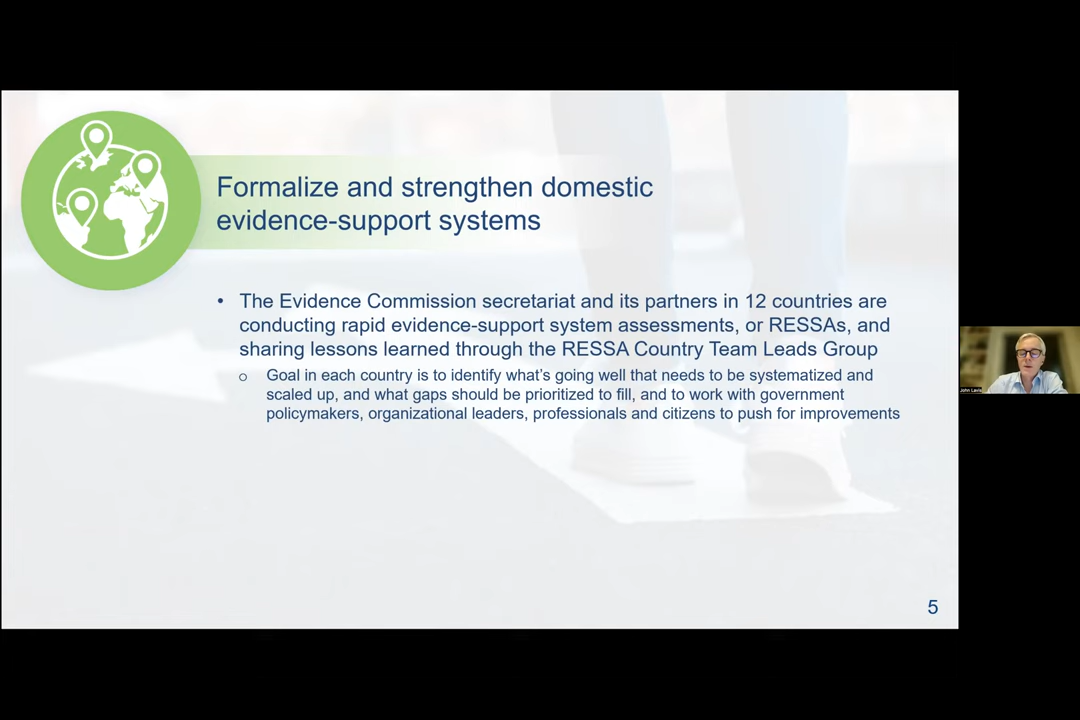 Formalize and strengthen domestic
evidence-support systems
• The Evidence Commission secretariat and its partners in 12 countries are
conducting rapid evidence-support system assessments, or RESSAs, and
sharing lessons learned through the RESSA Country Team Leads Group
o Goal in each country is to identify what's going well that needs to be systematized and
scaled up, and what gaps should be prioritized to fill, and to work with government
policymakers, organizational leaders, professionals and citizens to push for improvements
John Lavis
5